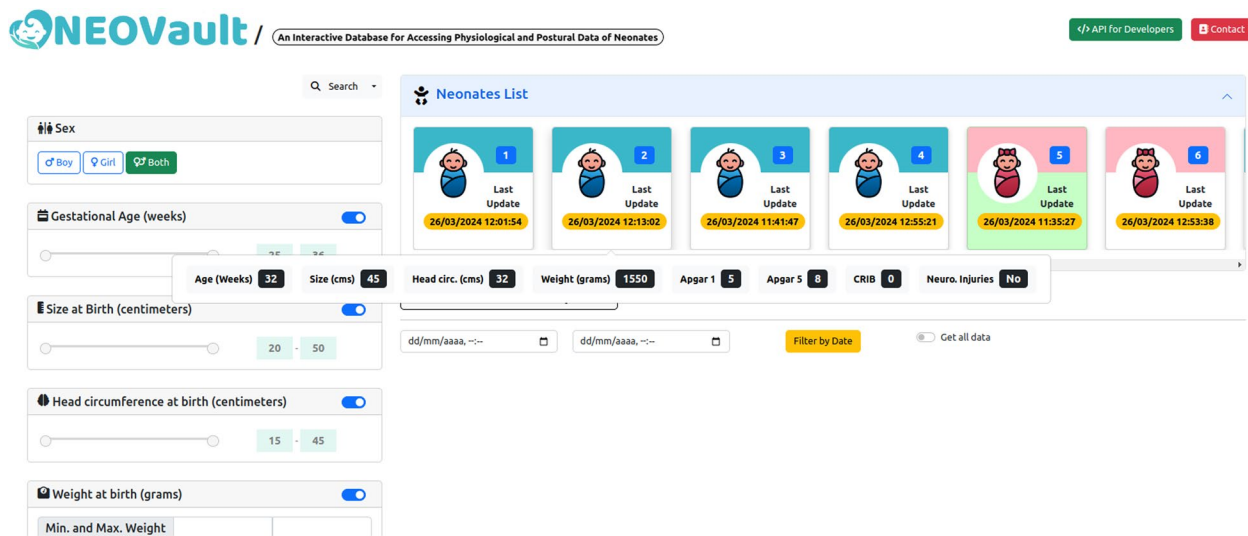 NEOVault / An Interactive Database for Accessing Physiological and Postural Data of Neonates
</> API for Developers
Contact
Search
Sex
Boy
Girl
Both
Gestational Age (weeks)
Size at Birth (centimeters)
20 - 50
Head circumference at birth (centimeters)
15 - 45
Weight at birth (grams)
Min. and Max. Weight
Neonates List
1
Last
Update
26/03/2024 12:01:54
2
Last
Update
26/03/2024 12:13:02
3
Last
Update
26/03/2024 11:41:47
4
Last
Update
26/03/2024 12:55:21
5
Last
Update
26/03/2024 11:35:27
6
Last
Update
26/03/2024 12:53:38
Age (Weeks) 32 Size (cms) 45 Head circ. (cms) 32 Weight (grams) 1550 Apgar 1 5 Apgar 5 8 CRIB 0 Neuro. Injuries No
dd/mm/aaaa, --:--
dd/mm/aaaa, --:--
Filter by Date
Get all data